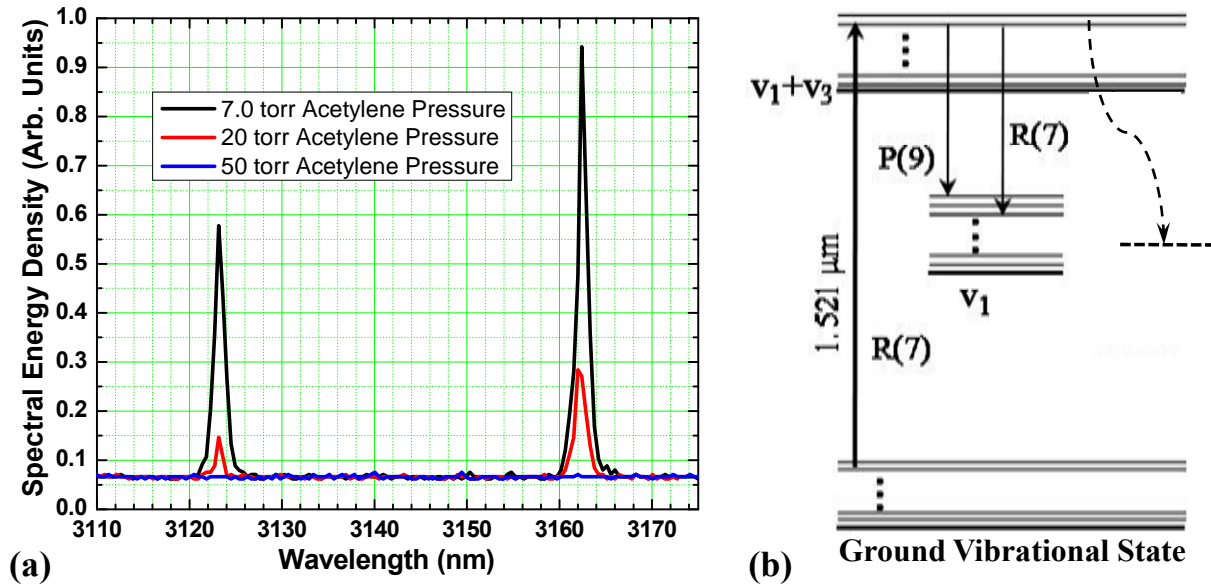 1.0
0.9
0.8
0.7
0.6
0.5
0.4
0.3
0.2
0.1
0.0
Spectral Energy Density (Arb. Units)
7.0 torr Acetylene Pressure
20 torr Acetylene Pressure
50 torr Acetylene Pressure
3110 3120 3130 3140 3150 3160 3170
Wavelength (nm)
(a)
v₁+v₃
P(9)
R(7)
1.521 μm
v₁
R(7)
Ground Vibrational State
(b)